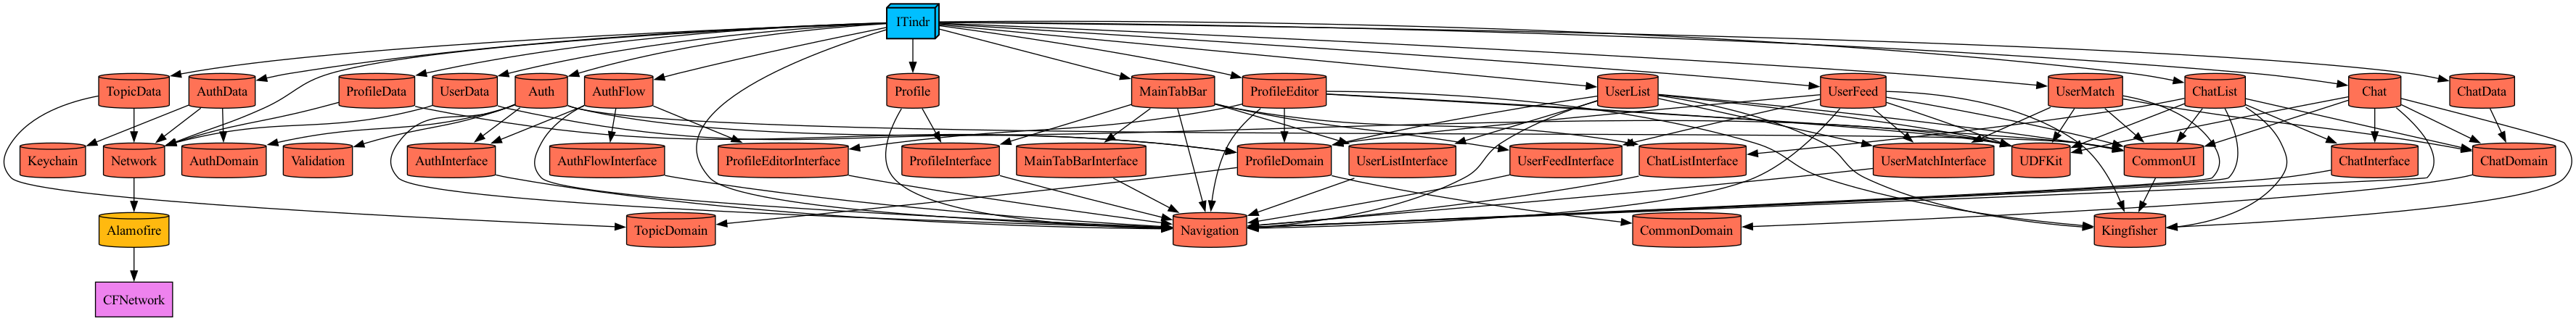 ITindr
TopicData
AuthData
ProfileData
UserData
Auth
AuthFlow
Profile
MainTabBar
ProfileEditor
UserList
UserFeed
UserMatch
ChatList
Chat
ChatData
Keychain
Network
AuthDomain
Validation
AuthInterface
AuthFlowInterface
ProfileEditorInterface
ProfileInterface
MainTabBarInterface
ProfileDomain
UserListInterface
UserFeedInterface
ChatListInterface
UserMatchInterface
UDFKit
CommonUI
ChatInterface
ChatDomain
Alamofire
TopicDomain
Navigation
CommonDomain
Kingfisher
CFNetwork